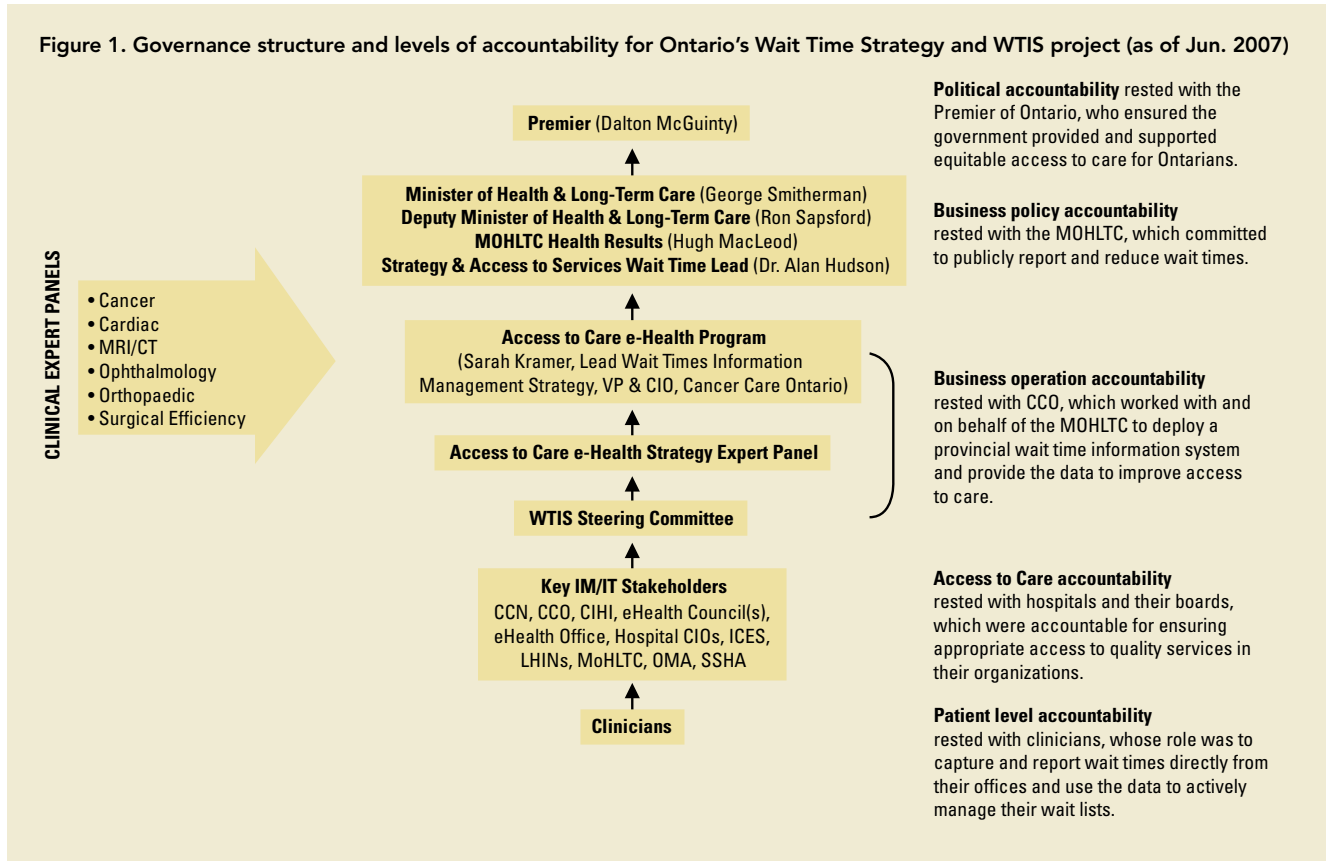 Figure 1. Governance structure and levels of accountability for Ontario's Wait Time Strategy and WTIS project (as of Jun. 2007)
CLINICAL EXPERT PANELS
• Cancer
• Cardiac
• MRI/CT
• Ophthalmology
• Orthopaedic
• Surgical Efficiency
Premier (Dalton McGuinty)
Minister of Health & Long-Term Care (George Smitherman)
Deputy Minister of Health & Long-Term Care (Ron Sapsford)
MOHLTC Health Results (Hugh MacLeod)
Strategy & Access to Services Wait Time Lead (Dr. Alan Hudson)
Access to Care e-Health Program
(Sarah Kramer, Lead Wait Times Information
Management Strategy, VP & CIO, Cancer Care Ontario)
Access to Care e-Health Strategy Expert Panel
WTIS Steering Committee
Key IM/IT Stakeholders
CCN, CCO, CIHI, eHealth Council(s),
eHealth Office, Hospital CIOs, ICES,
LHINs, MoHLTC, OMA, SSHA
Clinicians
Political accountability rested with the
Premier of Ontario, who ensured the
government provided and supported
equitable access to care for Ontarians.
Business policy accountability
rested with the MOHLTC, which committed
to publicly report and reduce wait times.
Business operation accountability
rested with CCO, which worked with and
on behalf of the MOHLTC to deploy a
provincial wait time information system
and provide the data to improve access
to care.
Access to Care accountability
rested with hospitals and their boards,
which were accountable for ensuring
appropriate access to quality services in
their organizations.
Patient level accountability
rested with clinicians, whose role was to
capture and report wait times directly from
their offices and use the data to actively
manage their wait lists.